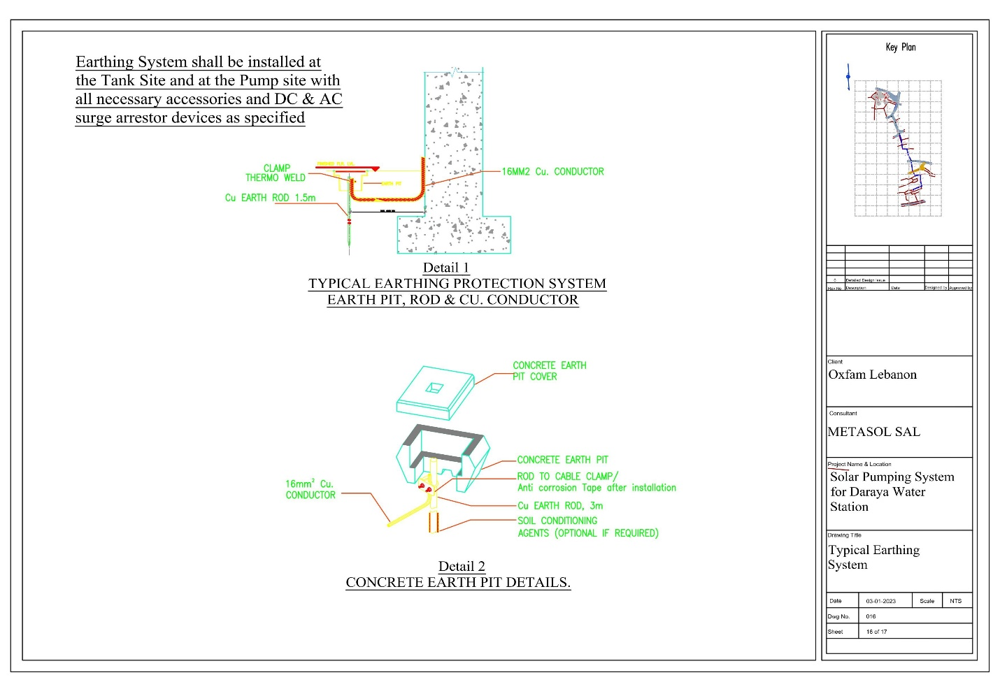 Earthing System shall be installed at
the Tank Site and at the Pump site with
all necessary accessories and DC & AC
surge arrestor devices as specified
CLAMP
THERMO WELD
Cu EARTH ROD 1.5m
EARTH PIT
16MM2 Cu. CONDUCTOR
Detail 1
TYPICAL EARTHING PROTECTION SYSTEM
EARTH PIT, ROD & CU. CONDUCTOR
CONCRETE EARTH
PIT COVER
CONCRETE EARTH PIT
ROD TO CABLE CLAMP/
Anti corrosion Tape after installation
16mm² Cu.
CONDUCTOR
Cu EARTH ROD, 3m
SOIL CONDITIONING
AGENTS (OPTIONAL IF REQUIRED)
Detail 2
CONCRETE EARTH PIT DETAILS.
Key Plan
0 Detailed Design Issue
Rev No. Description Date Designed by Approved by
Client
Oxfam Lebanon
Consultant
METASOL SAL
Project Name & Location
Solar Pumping System
for Daraya Water
Station
Drawing Title
Typical Earthing
System
Date 03-01-2023 Scale NTS
Dwg No. 016
Sheet 16 of 17